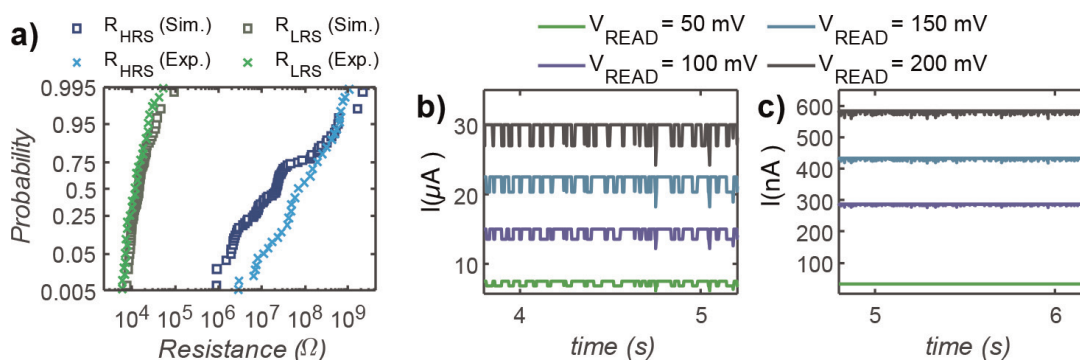 a)
R_HRS (Sim.) R_LRS (Sim.)
R_HRS (Exp.) R_LRS (Exp.)
0.995
0.95
0.75
0.5
0.25
0.05
0.005
Probability
10^4 10^5 10^6 10^7 10^8 10^9
Resistance (Ω)
V_READ = 50 mV V_READ = 150 mV
V_READ = 100 mV V_READ = 200 mV
b)
30
20
10
I(µA)
4 5
time (s)
c)
600
500
400
300
200
100
I(nA)
5 6
time (s)